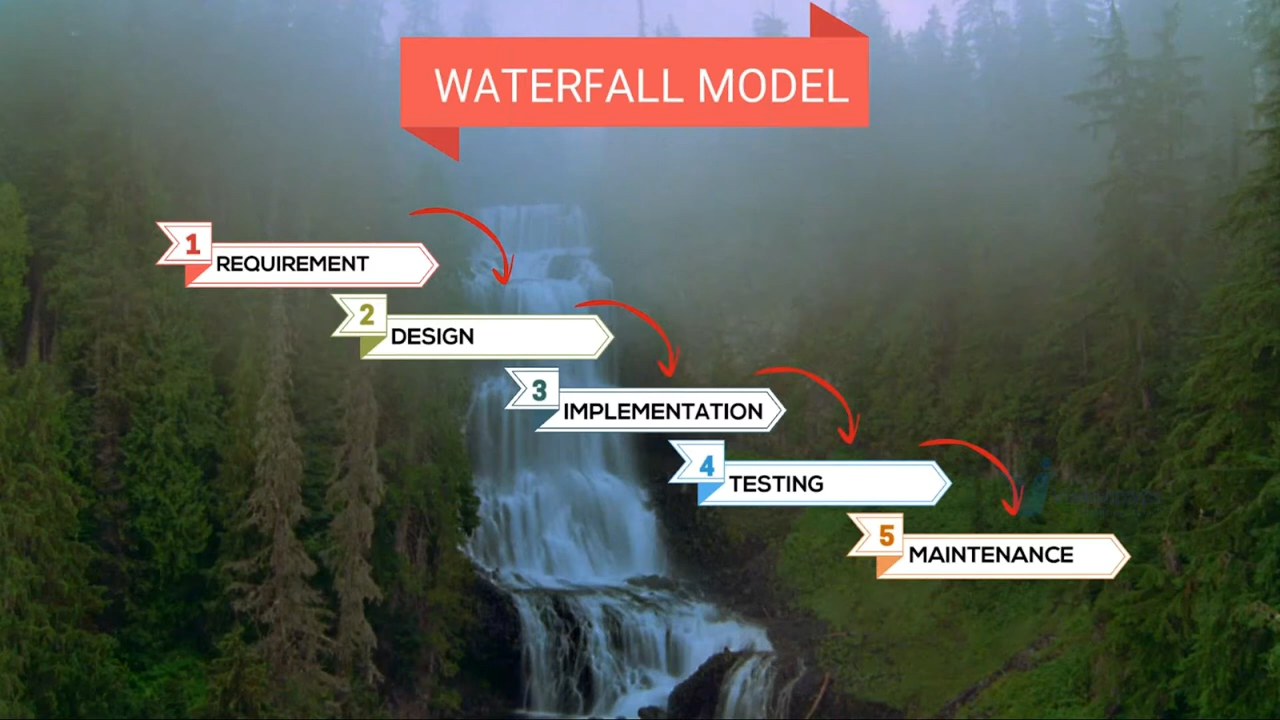 WATERFALL MODEL
1
REQUIREMENT
2
DESIGN
3
IMPLEMENTATION
4
TESTING
5
MAINTENANCE